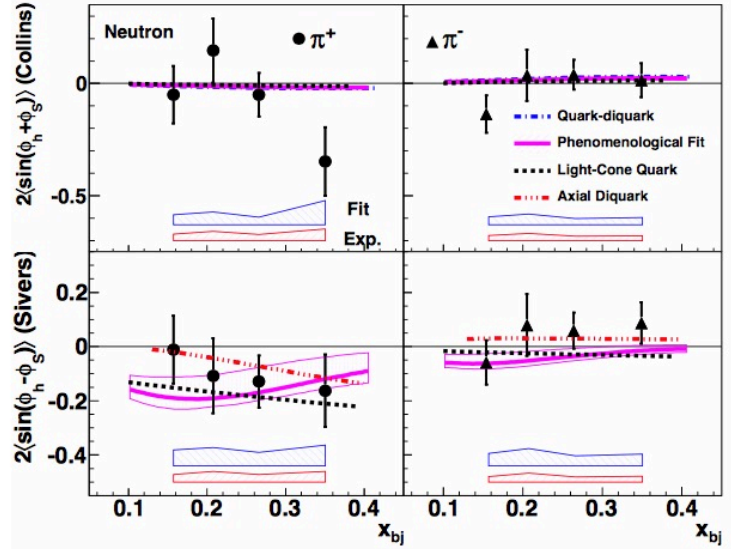 2⟨sin(ϕh+ϕS)⟩ (Collins)
Neutron
π+
π-
0
-0.5
Quark-diquark
Phenomenological Fit
Light-Cone Quark
Axial Diquark
Fit
Exp.
2⟨sin(ϕh-ϕS)⟩ (Sivers)
0.2
0
-0.2
-0.4
0.1 0.2 0.3 0.4 0.1 0.2 0.3 0.4
xbj xbj